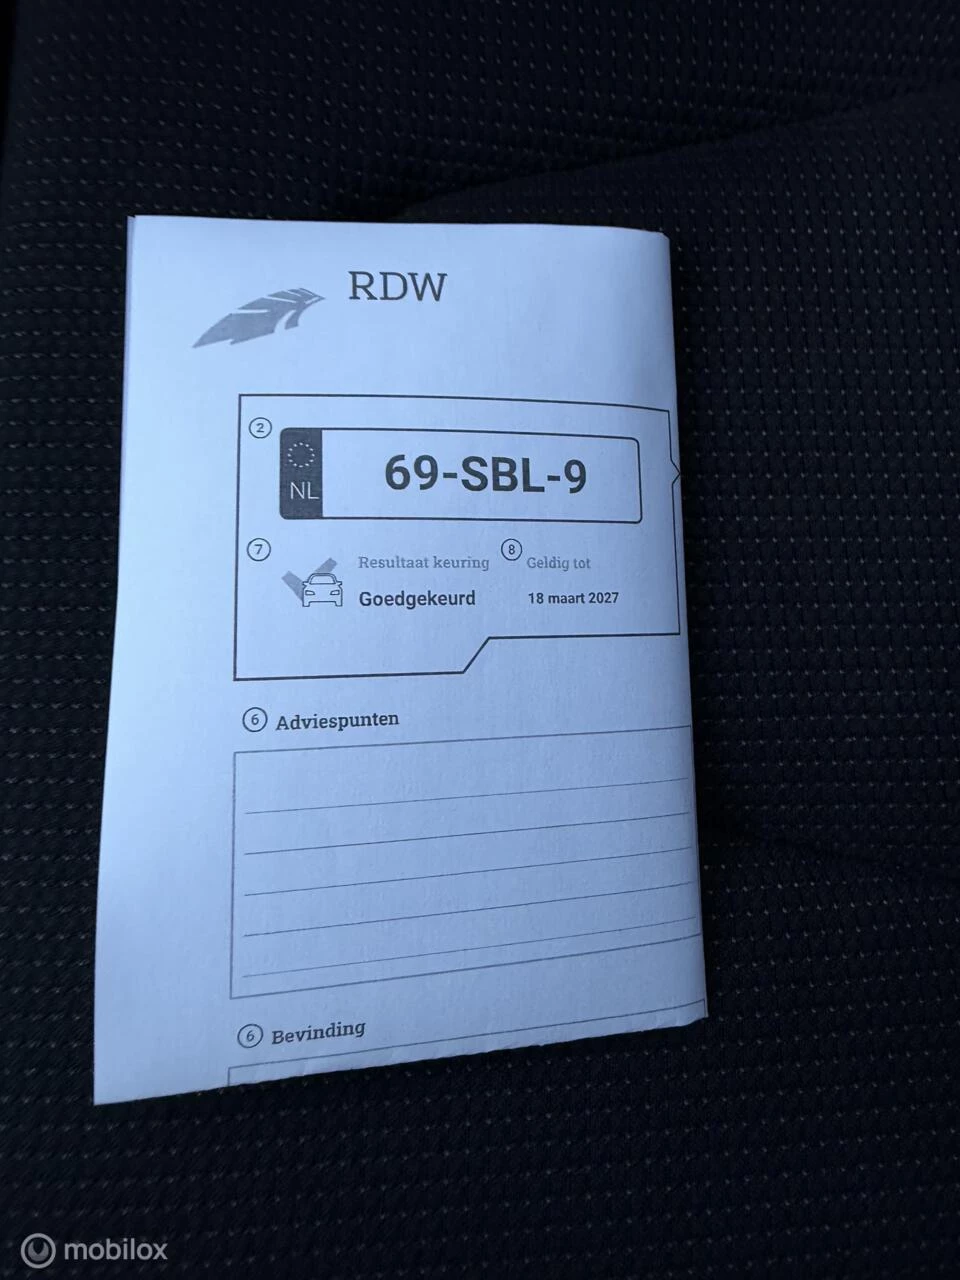 RDW
2
NL 69-SBL-9
7 Resultaat keuring 8 Geldig tot
Goedgekeurd 18 maart 2027
6 Adviespunten
6 Bevinding
mobilox